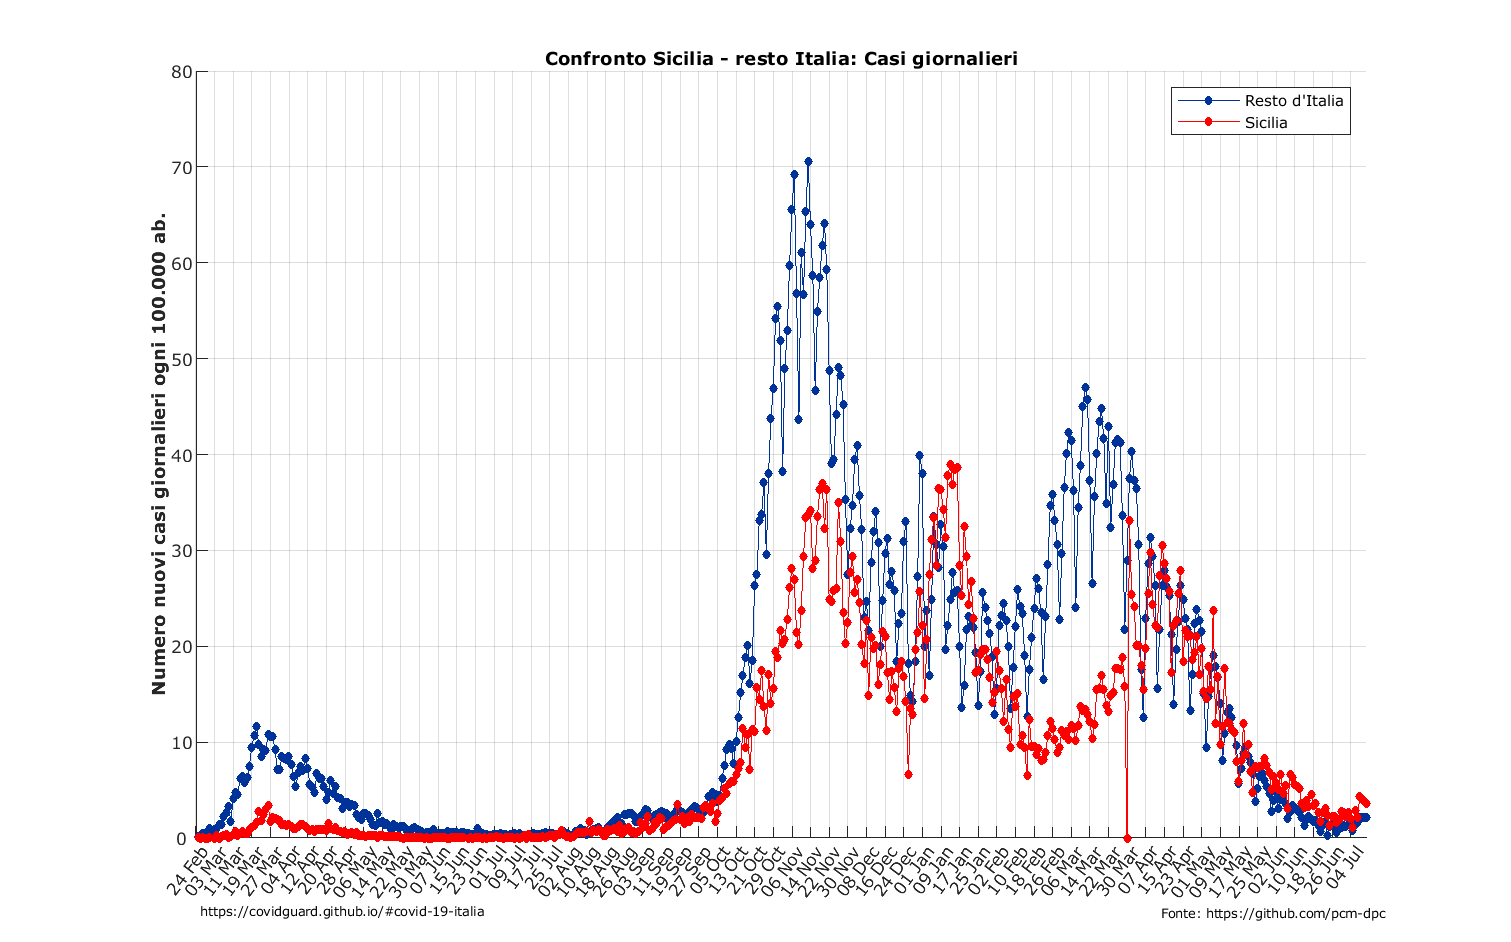 Confronto Sicilia - resto Italia: Casi giornalieri
Numero nuovi casi giornalieri ogni 100.000 ab.
80
70
60
50
40
30
20
10
0
Resto d'Italia
Sicilia
24 Feb
03 Mar
11 Mar
19 Mar
27 Mar
04 Apr
12 Apr
20 Apr
28 Apr
06 May
14 May
22 May
30 May
07 Jun
15 Jun
23 Jun
01 Jul
09 Jul
17 Jul
25 Jul
02 Aug
10 Aug
18 Aug
26 Aug
03 Sep
11 Sep
19 Sep
27 Sep
05 Oct
13 Oct
21 Oct
29 Oct
06 Nov
14 Nov
22 Nov
30 Nov
08 Dec
16 Dec
24 Dec
01 Jan
09 Jan
17 Jan
25 Jan
02 Feb
10 Feb
18 Feb
26 Feb
06 Mar
14 Mar
22 Mar
30 Mar
07 Apr
15 Apr
23 Apr
01 May
09 May
17 May
25 May
02 Jun
10 Jun
18 Jun
26 Jun
04 Jul
https://covidguard.github.io/#covid-19-italia
Fonte: https://github.com/pcm-dpc